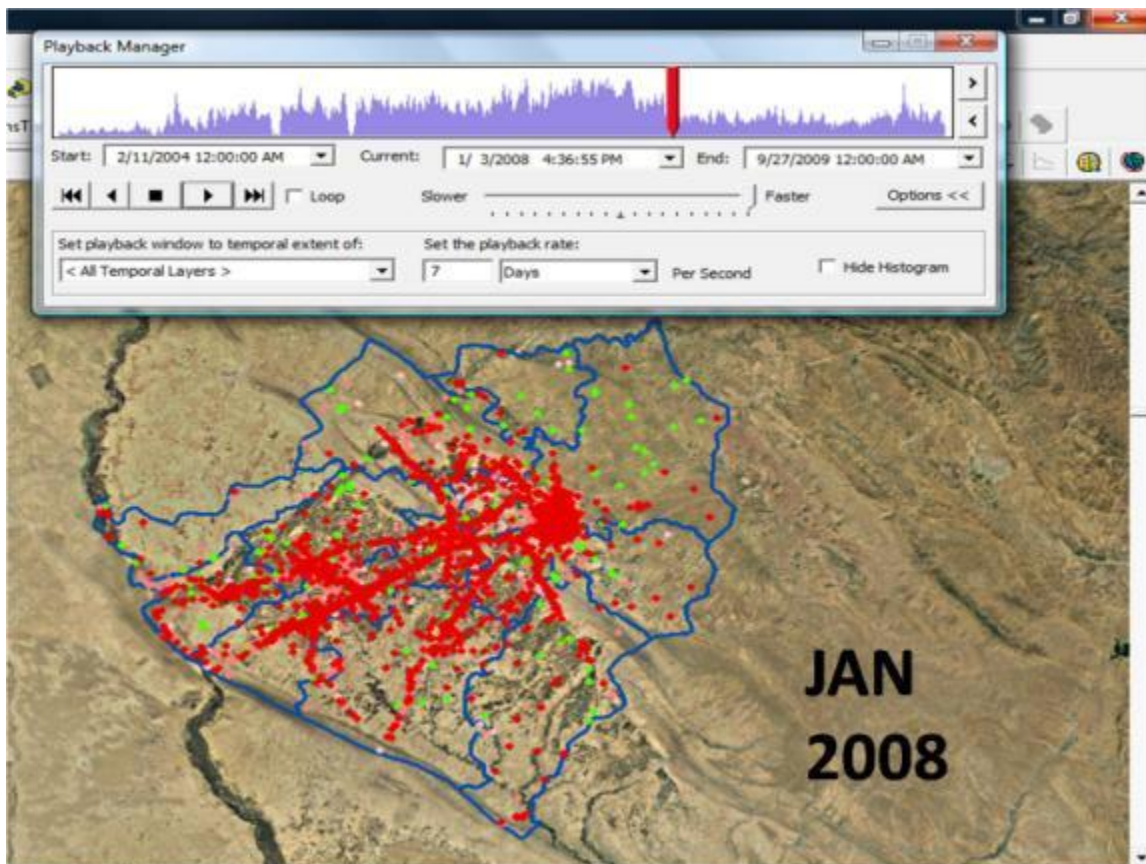 Playback Manager
Start: 2/11/2004 12:00:00 AM Current: 1/ 3/2008 4:36:55 PM End: 9/27/2009 12:00:00 AM
Loop Slower Faster Options <<
Set playback window to temporal extent of: Set the playback rate:
< All Temporal Layers > 7 Days Per Second Hide Histogram
JAN
2008